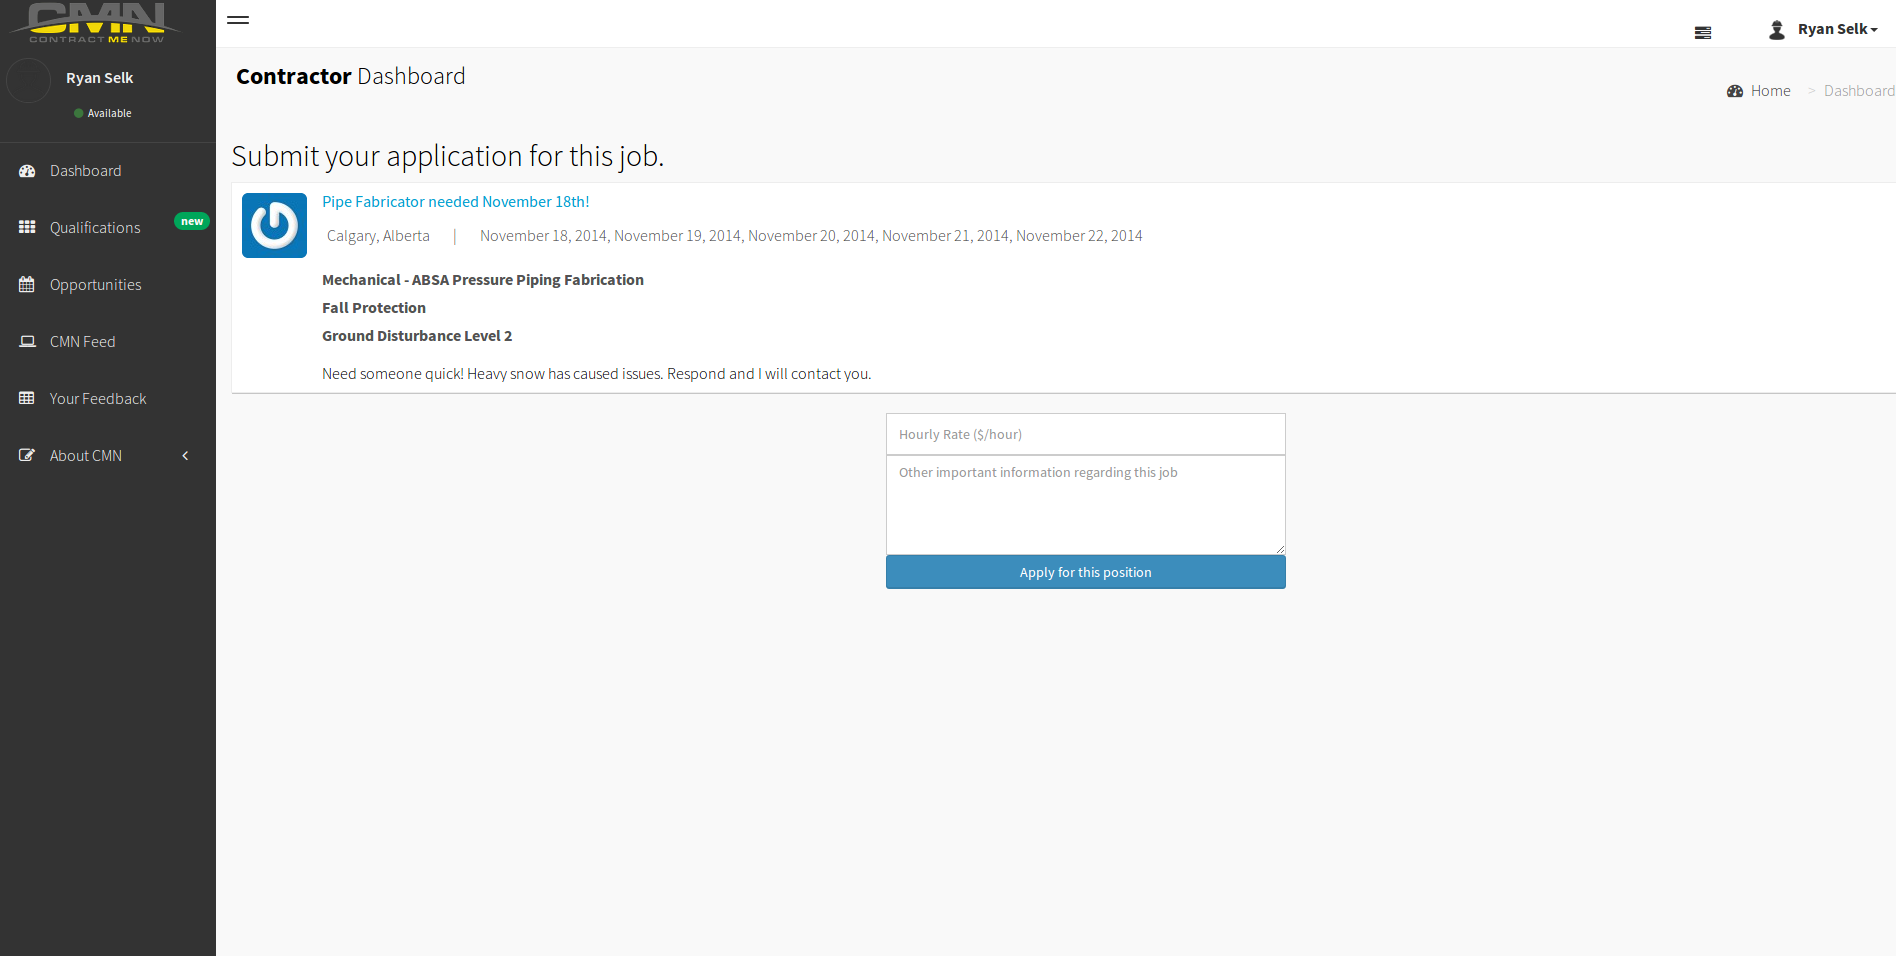 CMN
CONTRACT ME NOW
Ryan Selk
Available
Dashboard
Qualifications
new
Opportunities
CMN Feed
Your Feedback
About CMN
Ryan Selk
Contractor Dashboard
Home > Dashboard
Submit your application for this job.
Pipe Fabricator needed November 18th!
Calgary, Alberta | November 18, 2014, November 19, 2014, November 20, 2014, November 21, 2014, November 22, 2014
Mechanical - ABSA Pressure Piping Fabrication
Fall Protection
Ground Disturbance Level 2
Need someone quick! Heavy snow has caused issues. Respond and I will contact you.
Hourly Rate ($/hour)
Other important information regarding this job
Apply for this position